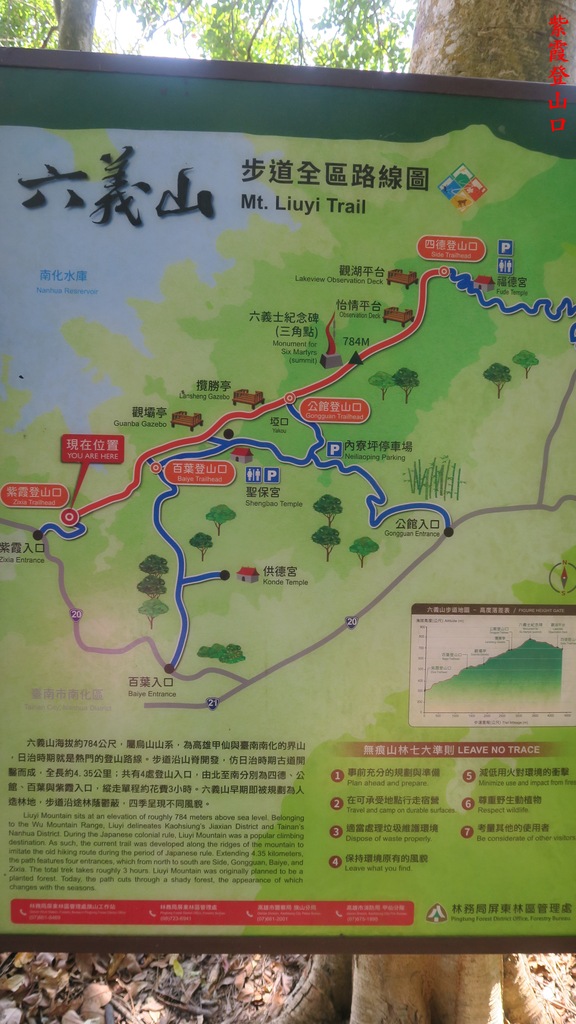 紫霞登山口
六義山
步道全區路線圖
Mt. Liuyi Trail
南化水庫
Nanhua Reservoir
四德登山口
Side Trailhead
P
福德宮
Fude Temple
觀湖平台
Lakeview Observation Deck
怡情平台
Observation Deck
六義士紀念碑
(三角點)
Monument for
Six Martyrs
(summit)
784M
攬勝亭
Lansheng Gazebo
公館登山口
Gongguan Trailhead
觀壩亭
Guanba Gazebo
埡口
Yakou
現在位置
YOU ARE HERE
內寮坪停車場
Neiliaoping Parking
P
百葉登山口
Baiye Trailhead
P
聖保宮
Shengbao Temple
紫霞登山口
Zixia Trailhead
公館入口
Gongguan Entrance
紫霞入口
Zixia Entrance
供德宮
Konde Temple
N
20
20
21
六義山步道地圖 - 高度落差表 / FIGURE HEIGHT DATE
百葉入口
Baiye Entrance
臺南市南化區
六義山海拔約784公尺，屬烏山山系，為高雄甲仙與臺南南化的界山
，日治時期就是熱門的登山路線。步道沿山脊開發，仿日治時期古道開
鑿而成，全長約4. 35公里；共有4處登山入口，由北至南分別為四德、公
館、百葉與紫霞入口，縱走單程約花費3小時。六義山早期即被規劃為人
造林地，步道沿途林蔭蔽蔽，四季呈現不同風貌。
Liuyi Mountain sits at an elevation of roughly 784 meters above sea level. Belonging
to the Wu Mountain Range, Liuyi delineates Kaohsiung's Jiaxian District and Tainan's
Nanhua District. During the Japanese colonial rule, Liuyi Mountain was a popular climbing
destination. As such, the current trail was developed along the ridges of the mountain to
imitate the old hiking route during the period of Japanese rule. Extending 4.35 kilometers,
the path features four entrances, which from north to south are Side, Gongguan, Baiye, and
Zixia. The total trek takes roughly 3 hours. Liuyi Mountain was originally planned to be a
planted forest. Today, the path cuts through a shady forest, the appearance of which
changes with the seasons.
無痕山林七大準則 LEAVE NO TRACE
1 事前充分的規劃與準備
Plan ahead and prepare.
2 在可承受地點行走宿營
Travel and camp on durable surfaces.
3 適當處理垃圾維護環境
Dispose of waste properly.
4 保持環境原有的風貌
Leave what you find.
5 減低用火對環境的衝擊
Minimize use and impact from fires
6 尊重野生動植物
Respect wildlife.
7 考量其他的使用者
Be considerate of other visitors
林務局屏東林區管理處
Pingtung Forest District Office, Forestry Bureau